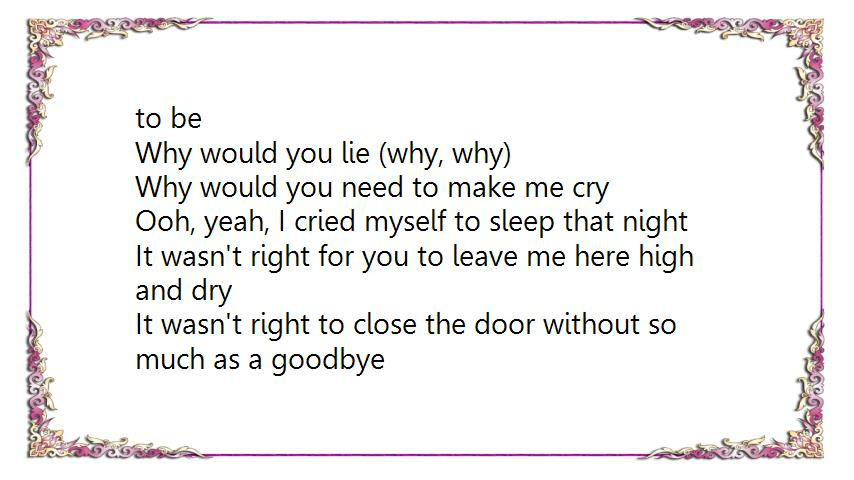 to be
Why would you lie (why, why)
Why would you need to make me cry
Ooh, yeah, I cried myself to sleep that night
It wasn't right for you to leave me here high
and dry
It wasn't right to close the door without so
much as a goodbye